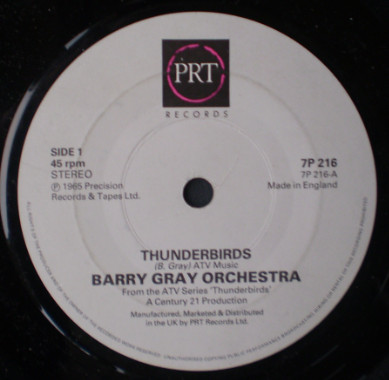 PRT
RECORDS
SIDE 1
45 rpm
STEREO
℗ 1965 Precision
Records & Tapes Ltd.
7P 216
7P 216-A
Made in England
THUNDERBIRDS
(B. Gray) ATV Music
BARRY GRAY ORCHESTRA
From the ATV Series 'Thunderbirds'
A Century 21 Production
Manufactured, Marketed & Distributed
in the UK by PRT Records Ltd.